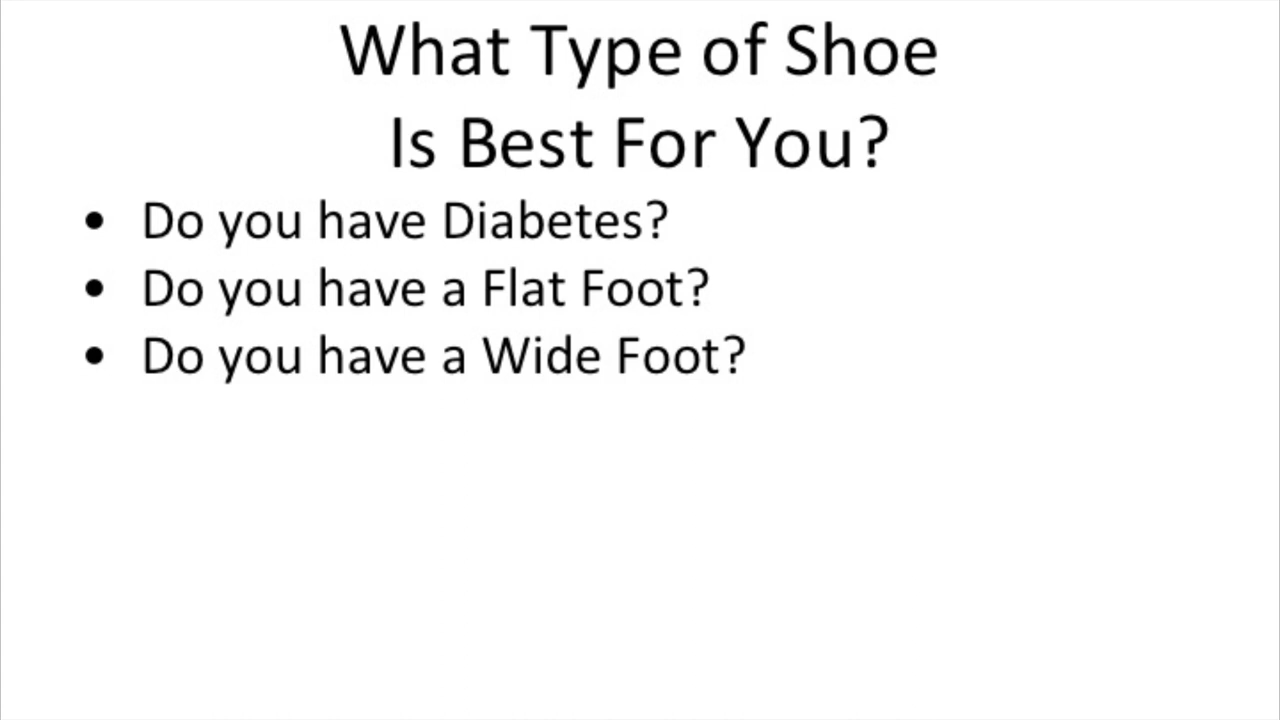 What Type of Shoe
Is Best For You?
• Do you have Diabetes?
• Do you have a Flat Foot?
• Do you have a Wide Foot?